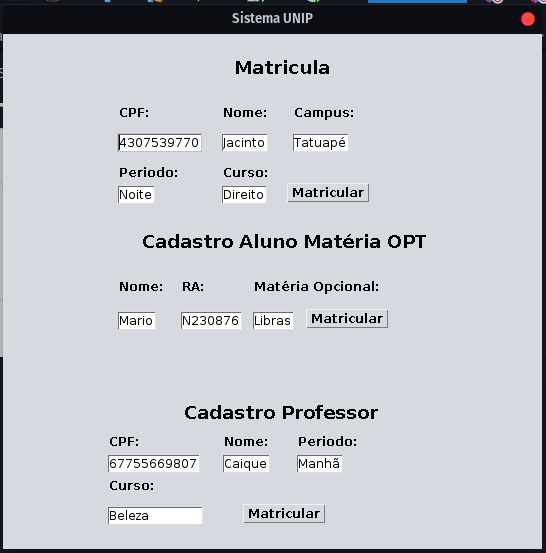 Sistema UNIP
Matricula
CPF: Nome: Campus:
4307539770 Jacinto Tatuapé
Periodo: Curso:
Noite Direito Matricular
Cadastro Aluno Matéria OPT
Nome: RA: Matéria Opcional:
Mario N230876 Libras Matricular
Cadastro Professor
CPF: Nome: Periodo:
67755669807 Caique Manhã
Curso:
Beleza Matricular